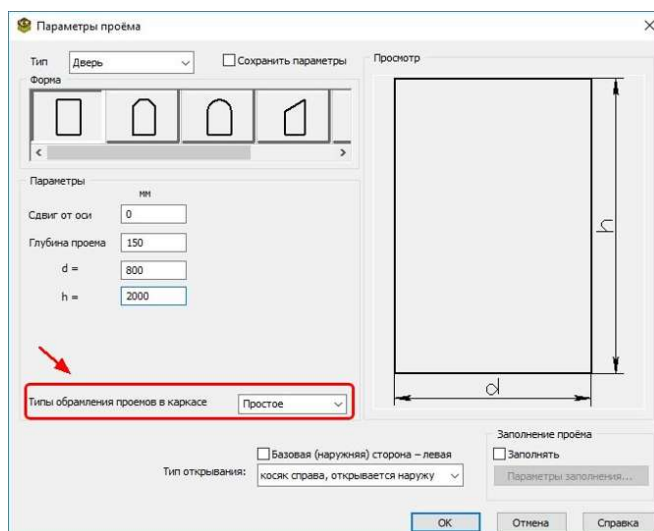 Параметры проёма
Тип Дверь Сохранить параметры
Форма
Просмотр
Параметры
мм
Сдвиг от оси 0
Глубина проема 150
d = 800
h = 2000
h
d
Типы обрамления проемов в каркасе Простое
Базовая (наружняя) сторона – левая
Тип открывания: косяк справа, открывается наружу
Заполнение проёма
Заполнять
Параметры заполнения...
ОК Отмена Справка